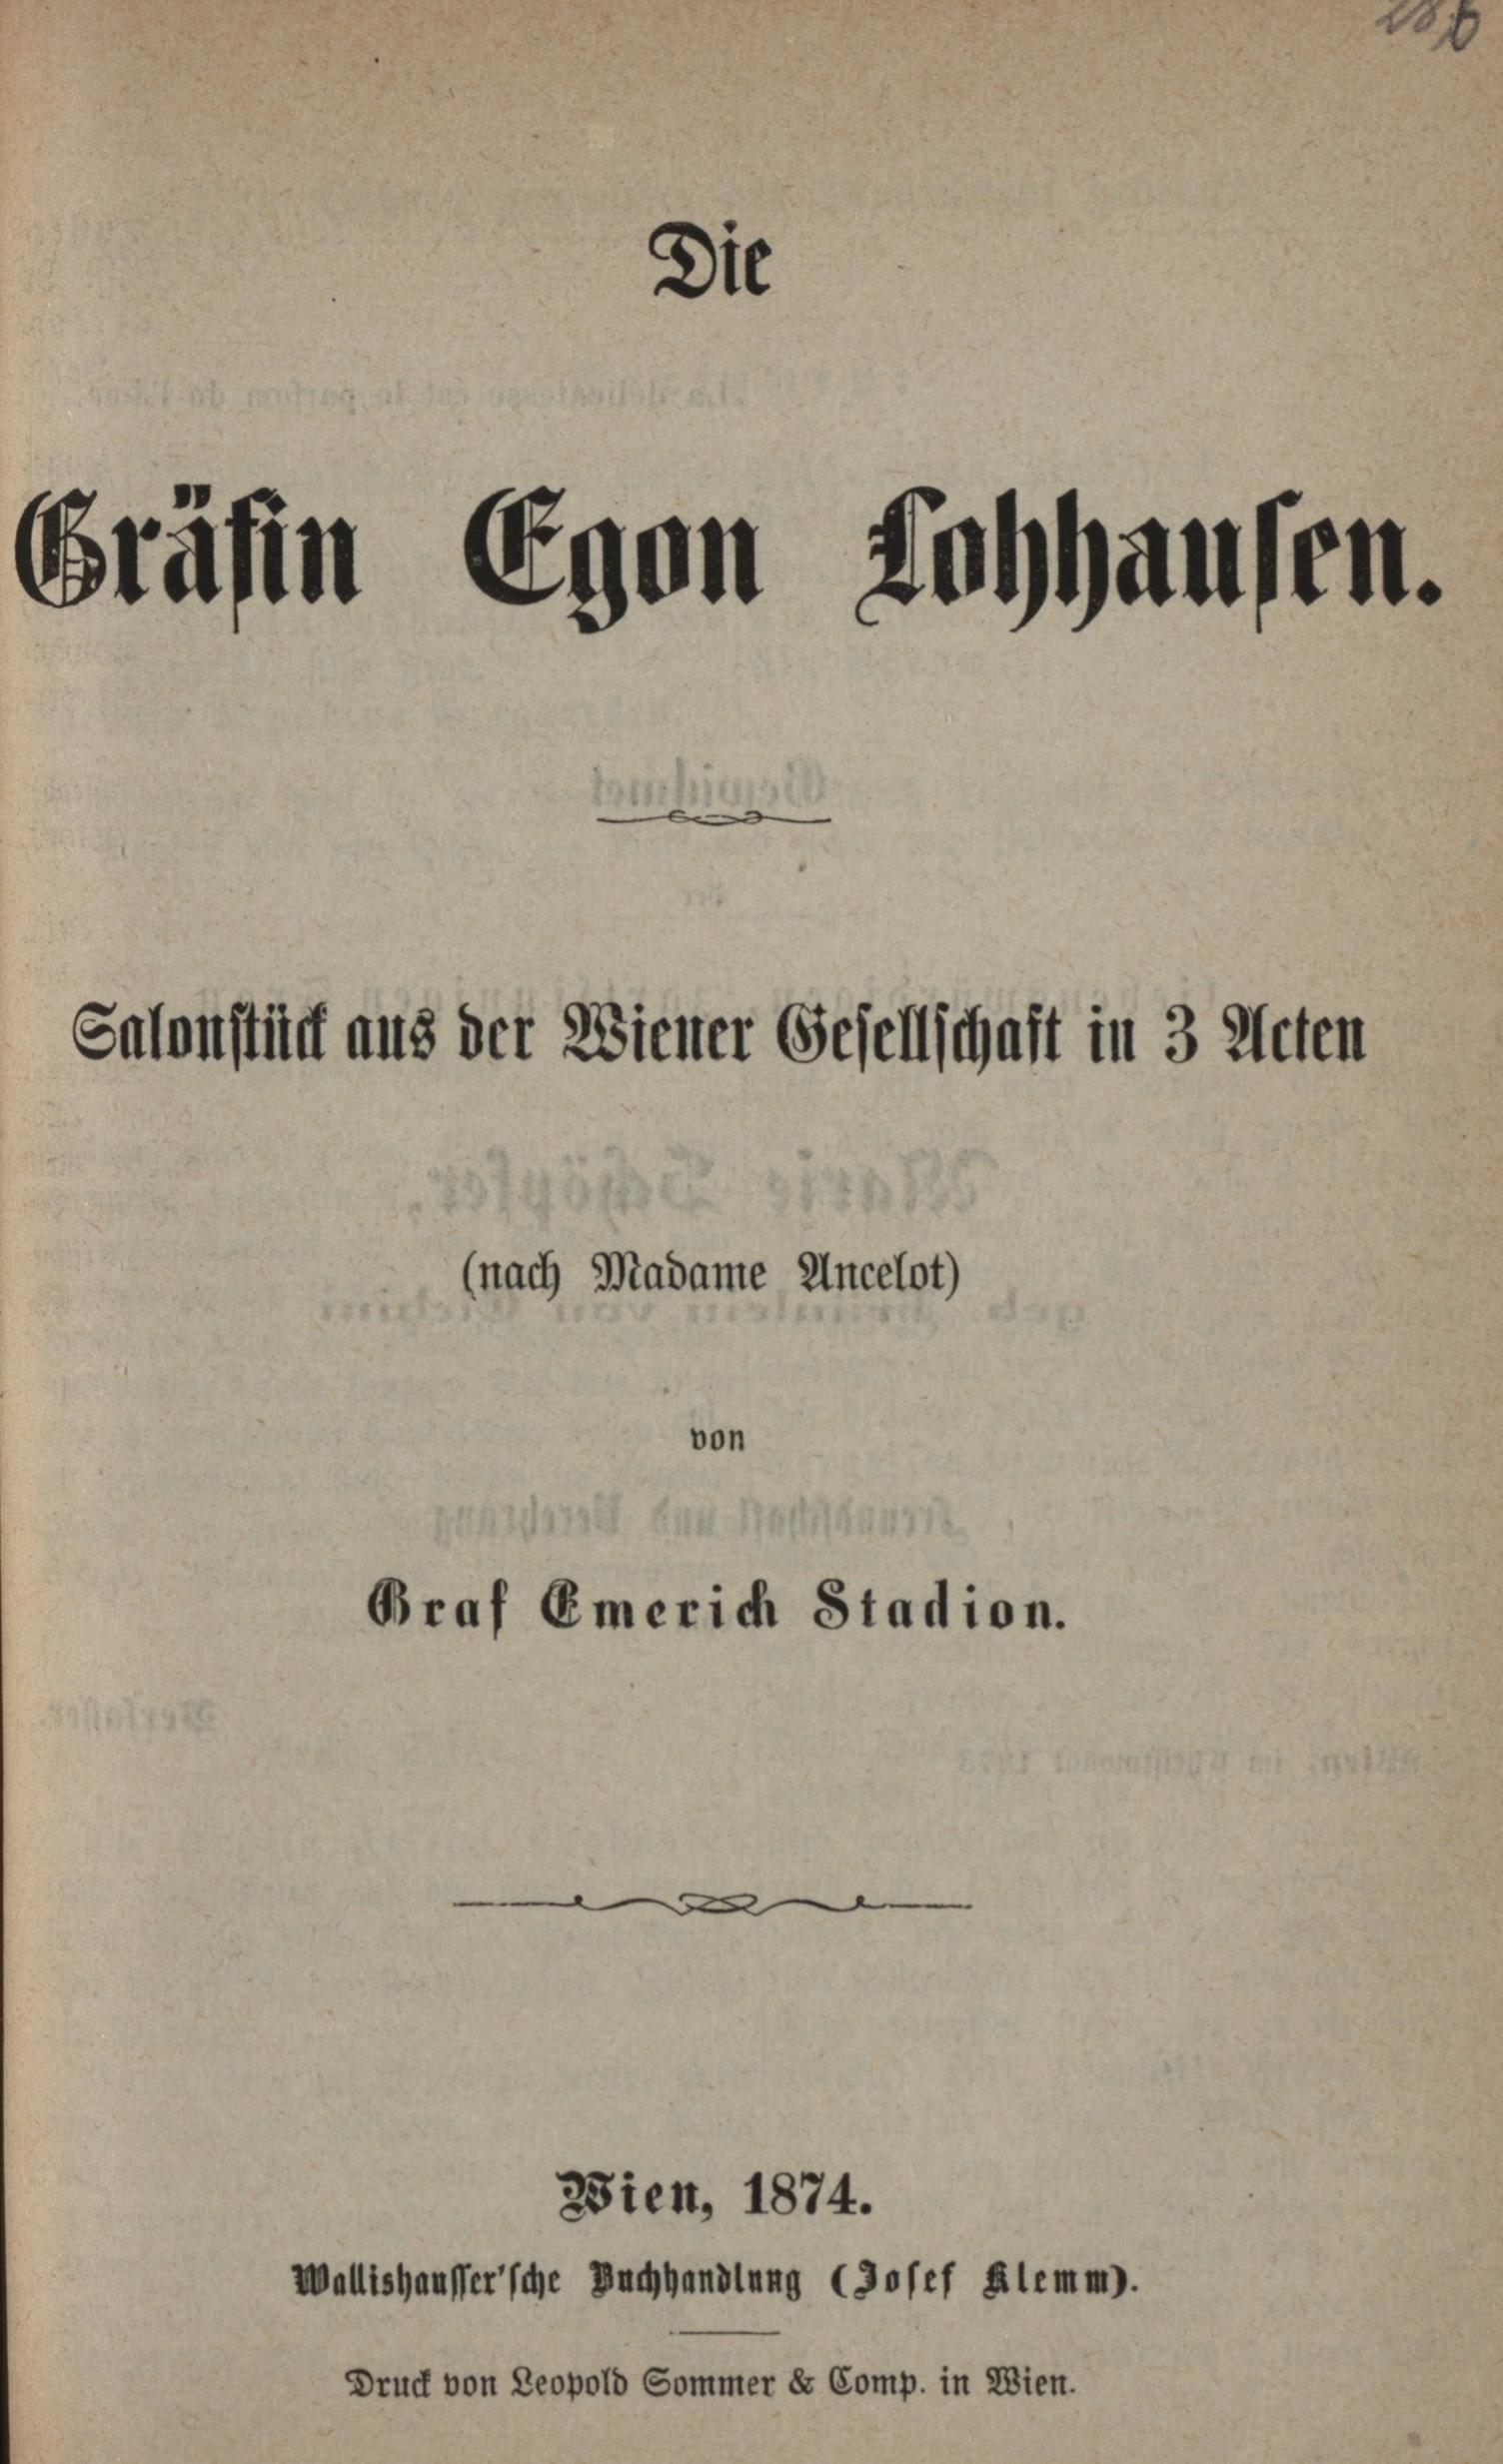 Die
Gräfin Egon Lohhausen.
Salonstück aus der Wiener Gesellschaft in 3 Acten
(nach Madame Ancelot)
von
Graf Emerich Stadion.
Wien, 1874.
Wallishausser'sche Buchhandlung (Josef Klemm).
Druck von Leopold Sommer & Comp. in Wien.